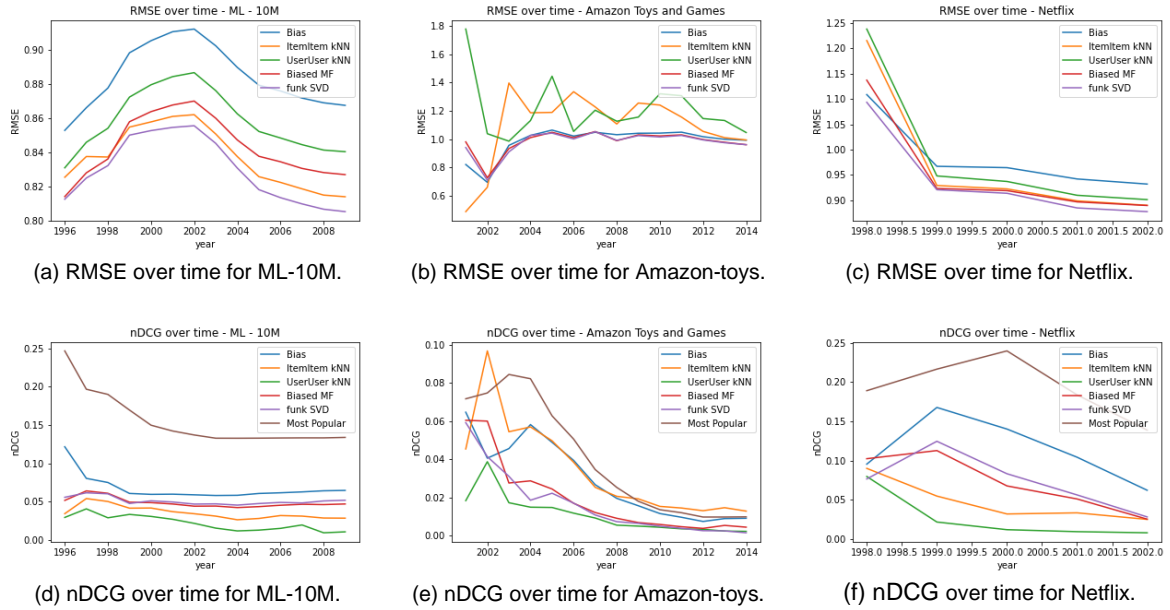 RMSE over time - ML - 10M
0.90
0.88
0.86
0.84
0.82
0.80
RMSE
1996 1998 2000 2002 2004 2006 2008
year
Bias
ItemItem kNN
UserUser kNN
Biased MF
funk SVD
(a) RMSE over time for ML-10M.
RMSE over time - Amazon Toys and Games
1.8
1.6
1.4
1.2
1.0
0.8
0.6
RMSE
2002 2004 2006 2008 2010 2012 2014
year
Bias
ItemItem kNN
UserUser kNN
Biased MF
funk SVD
(b) RMSE over time for Amazon-toys.
RMSE over time - Netflix
1.25
1.20
1.15
1.10
1.05
1.00
0.95
0.90
RMSE
1998.0 1998.5 1999.0 1999.5 2000.0 2000.5 2001.0 2001.5 2002.0
year
Bias
ItemItem kNN
UserUser kNN
Biased MF
funk SVD
(c) RMSE over time for Netflix.
nDCG over time - ML - 10M
0.25
0.20
0.15
0.10
0.05
0.00
nDCG
1996 1998 2000 2002 2004 2006 2008
year
Bias
ItemItem kNN
UserUser kNN
Biased MF
funk SVD
Most Popular
(d) nDCG over time for ML-10M.
nDCG over time - Amazon Toys and Games
0.10
0.08
0.06
0.04
0.02
0.00
nDCG
2002 2004 2006 2008 2010 2012 2014
year
Bias
ItemItem kNN
UserUser kNN
Biased MF
funk SVD
Most Popular
(e) nDCG over time for Amazon-toys.
nDCG over time - Netflix
0.25
0.20
0.15
0.10
0.05
0.00
nDCG
1998.0 1998.5 1999.0 1999.5 2000.0 2000.5 2001.0 2001.5 2002.0
year
Bias
ItemItem kNN
UserUser kNN
Biased MF
funk SVD
Most Popular
(f) nDCG over time for Netflix.